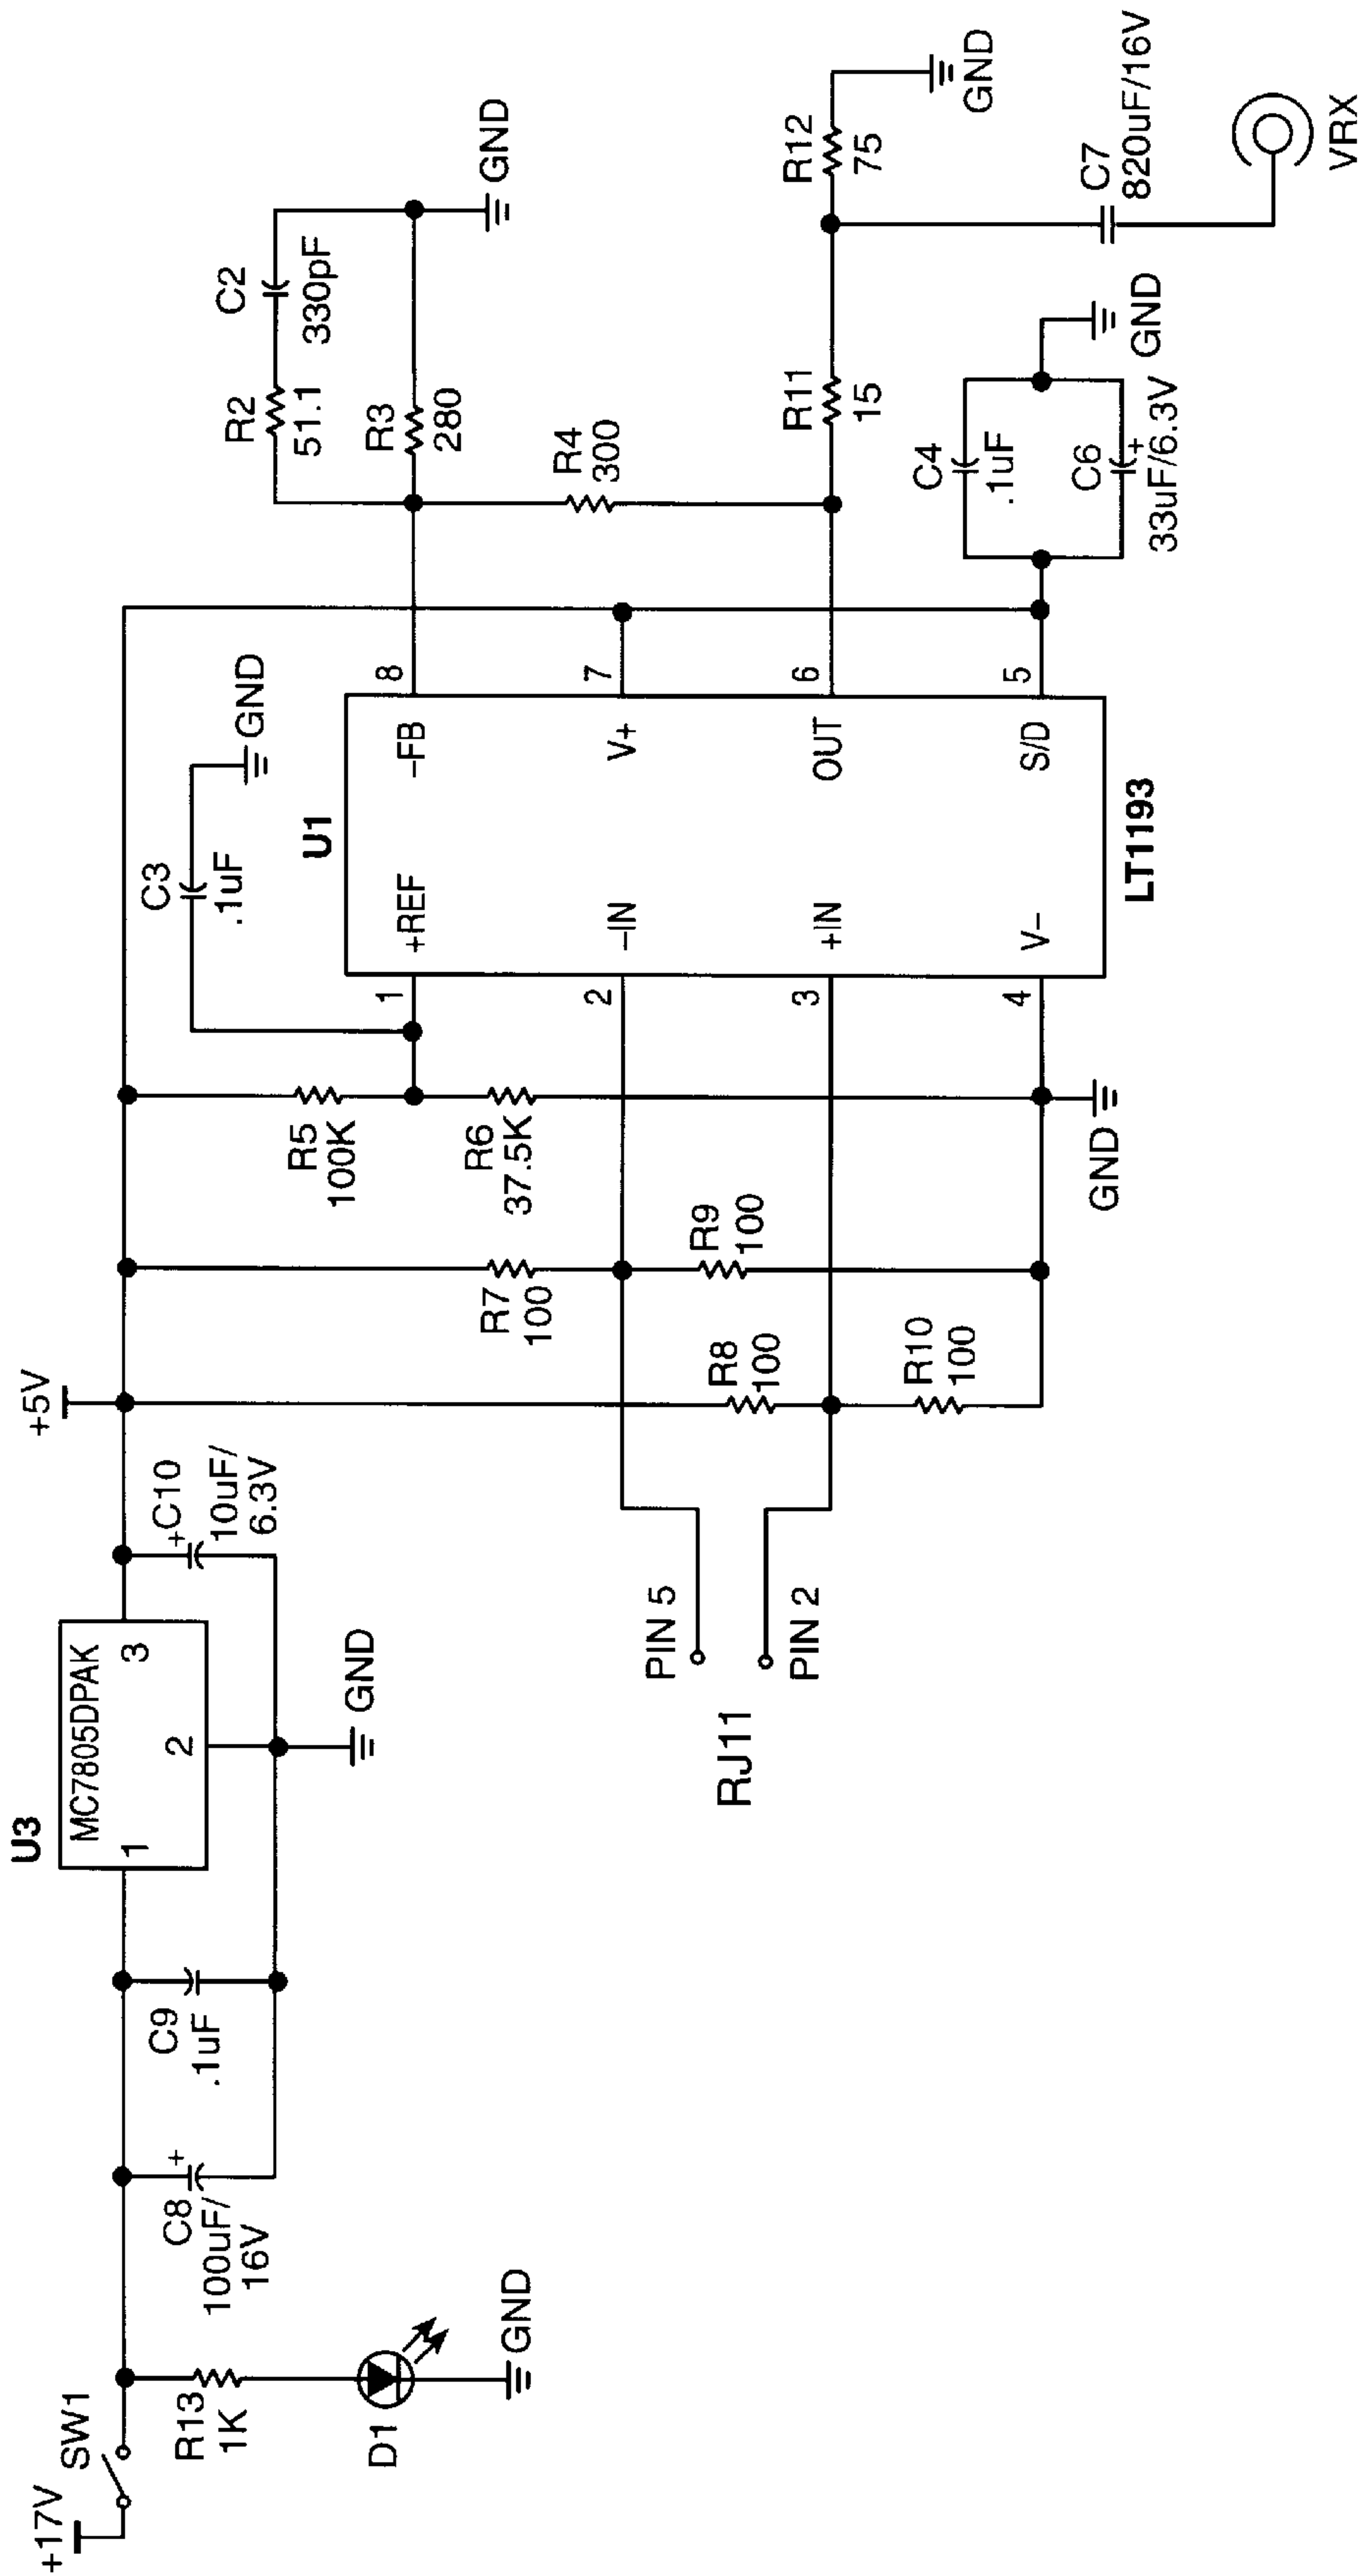 +17V
SW1
R13
1K
D1
GND
C8
100uF/
16V
+
C9
.1uF
U3
MC7805DPAK
1
2
3
GND
+
C10
10uF/
6.3V
+5V
RJ11
PIN 5
PIN 2
R7
100
R8
100
R9
100
R10
100
R5
100K
R6
37.5K
GND
C3
.1uF
GND
U1
1
+REF
2
–IN
3
+IN
4
V–
–FB
8
V+
7
OUT
6
S/D
5
LT1193
R2
51.1
C2
330pF
R3
280
GND
R4
300
R11
15
R12
75
GND
C4
.1uF
C6
+
33uF/6.3V
GND
C7
820uF/16V
VRX